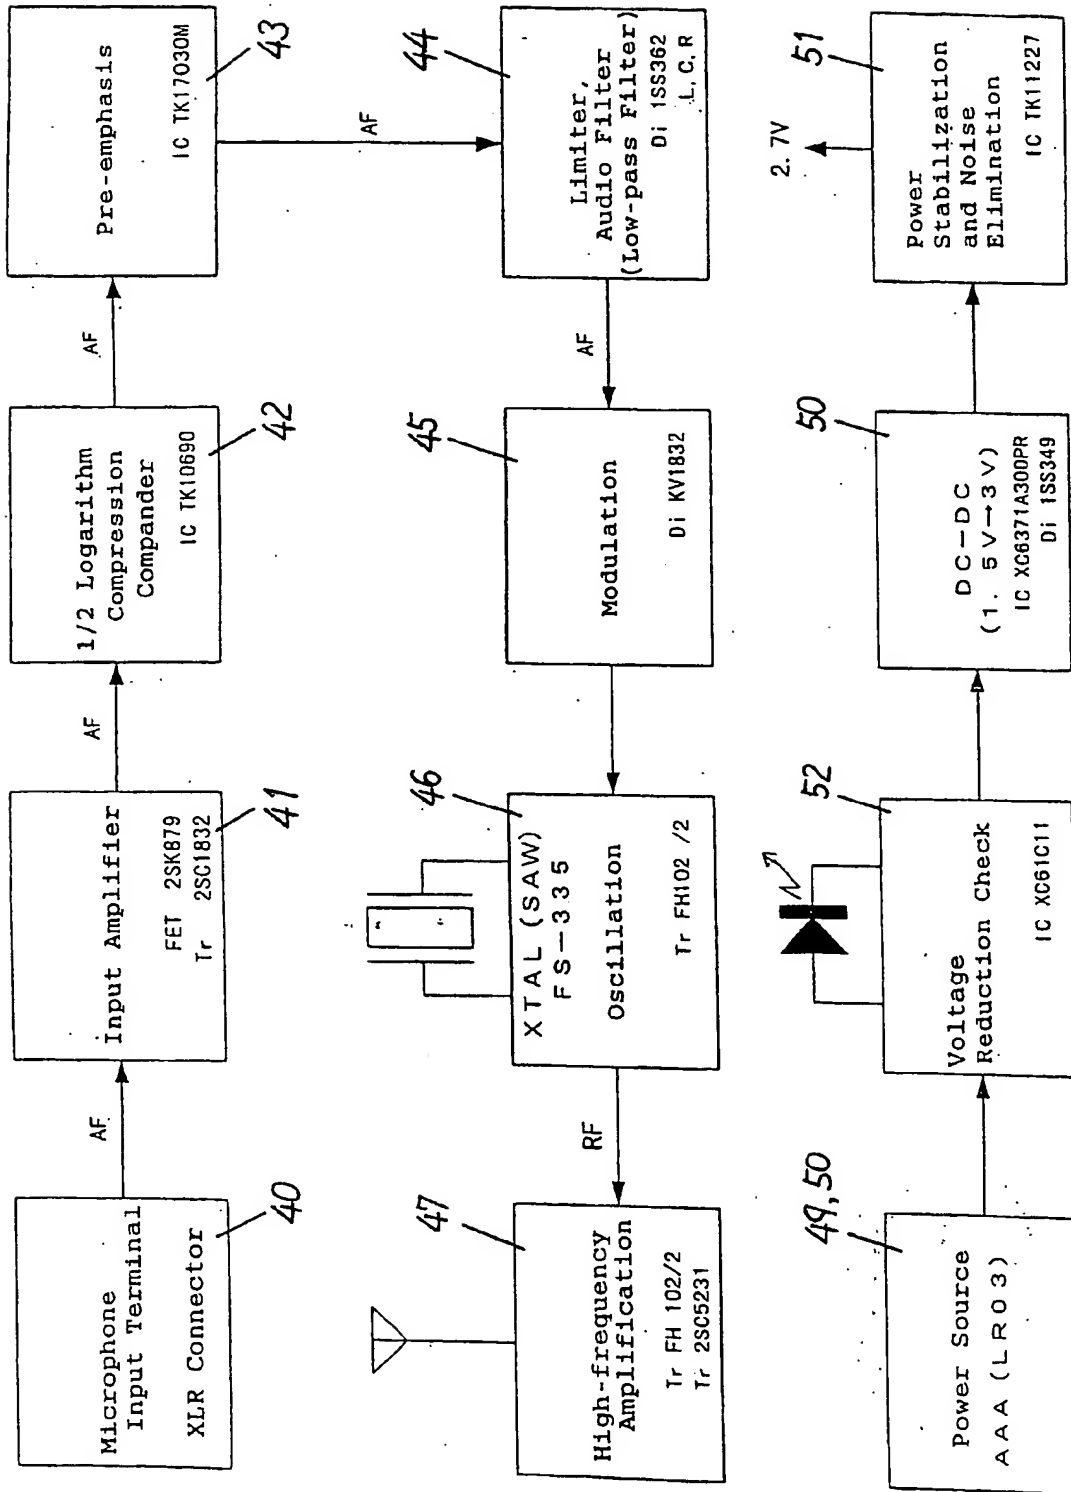 Microphone
Input Terminal
XLR Connector
40
AF
Input Amplifier
FET 2SK879
Tr 2SC1832
41
AF
1/2 Logarithm
Compression
Compander
IC TK10690
42
AF
Pre-emphasis
IC TK17030M
43
AF
Limiter,
Audio Filter
(Low-pass Filter)
Di 1SS362
L, C, R
44
AF
Modulation
Di KV1832
45
XTAL (SAW)
FS-335
Oscillation
Tr FH102 /2
46
RF
High-frequency
Amplification
Tr FH 102/2
Tr 2SC5231
47
Power Source
AAA (LR03)
49,50
Voltage
Reduction Check
IC XC61C11
52
DC-DC
(1. 5V→3V)
IC XC6371A300PR
Di 1SS349
50
Power
Stabilization
and Noise
Elimination
IC TK11227
51
2. 7V